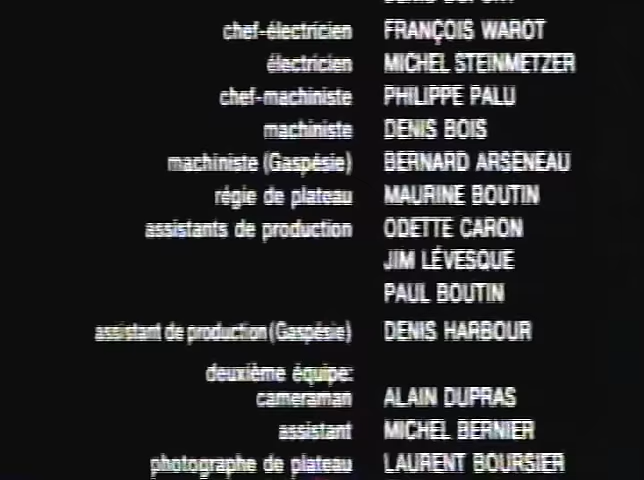 chef-électricien FRANÇOIS WAROT
électricien MICHEL STEINMETZER
chef-machiniste PHILIPPE PALU
machiniste DENIS BOIS
machiniste (Gaspésie) BERNARD ARSENEAU
régie de plateau MAURINE BOUTIN
assistants de production ODETTE CARON
JIM LÉVESQUE
PAUL BOUTIN
assistant de production (Gaspésie) DENIS HARBOUR
deuxième équipe:
cameraman ALAIN DUPRAS
assistant MICHEL BERNIER
photographe de plateau LAURENT BOURSIER